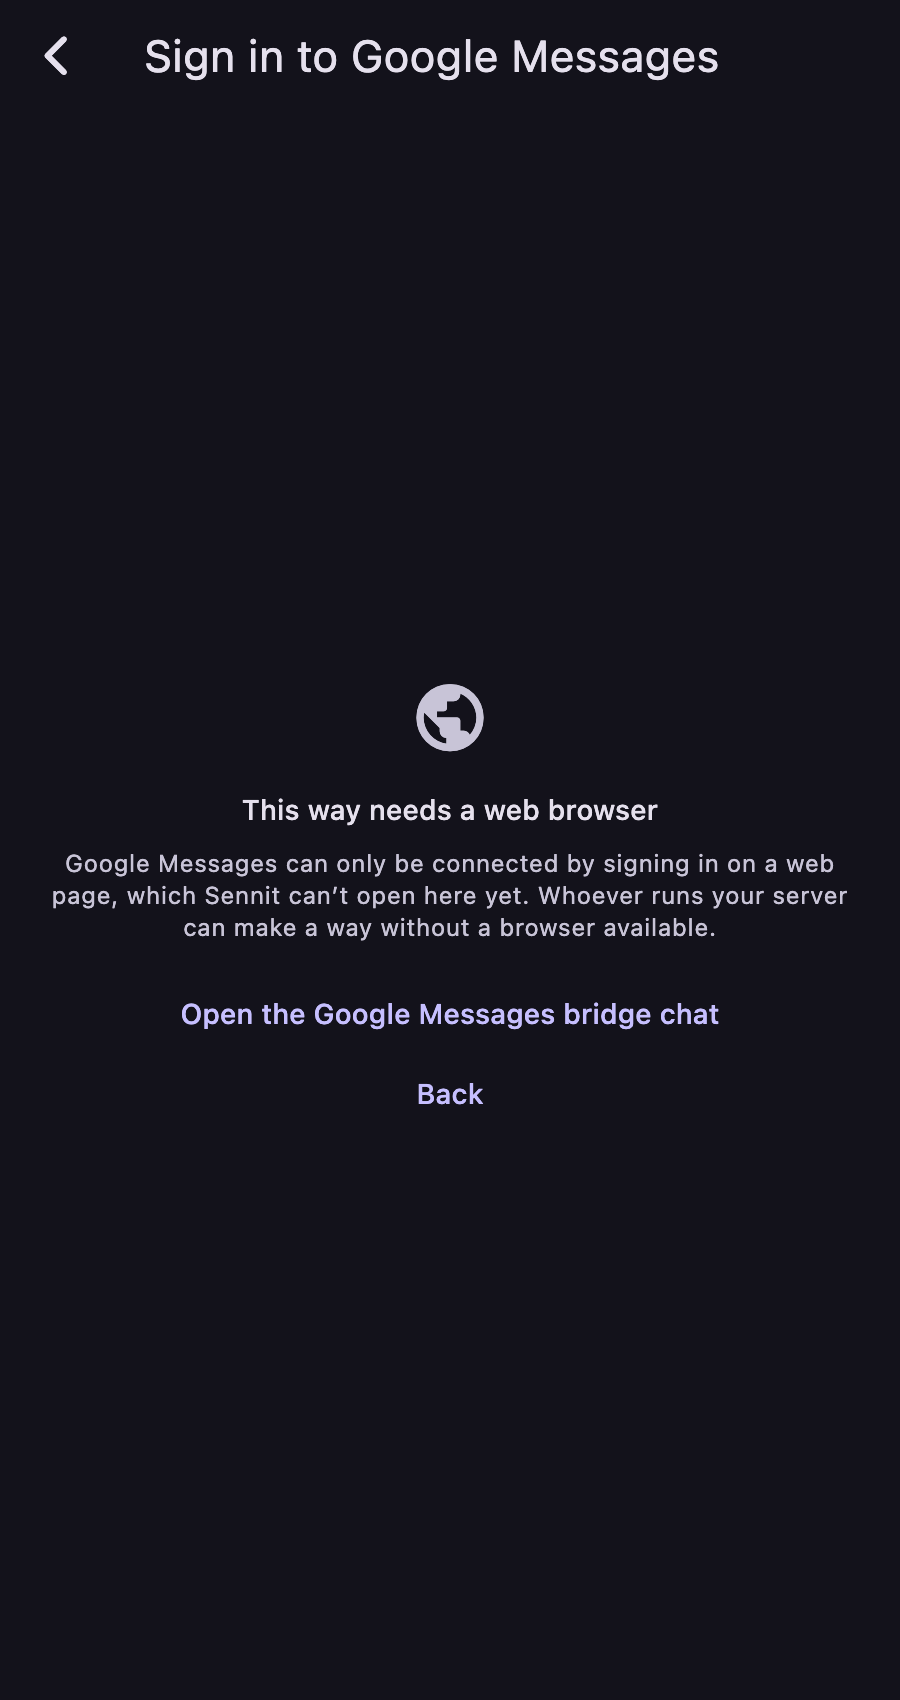 Sign in to Google Messages
This way needs a web browser
Google Messages can only be connected by signing in on a web
page, which Sennit can’t open here yet. Whoever runs your server
can make a way without a browser available.
Open the Google Messages bridge chat
Back